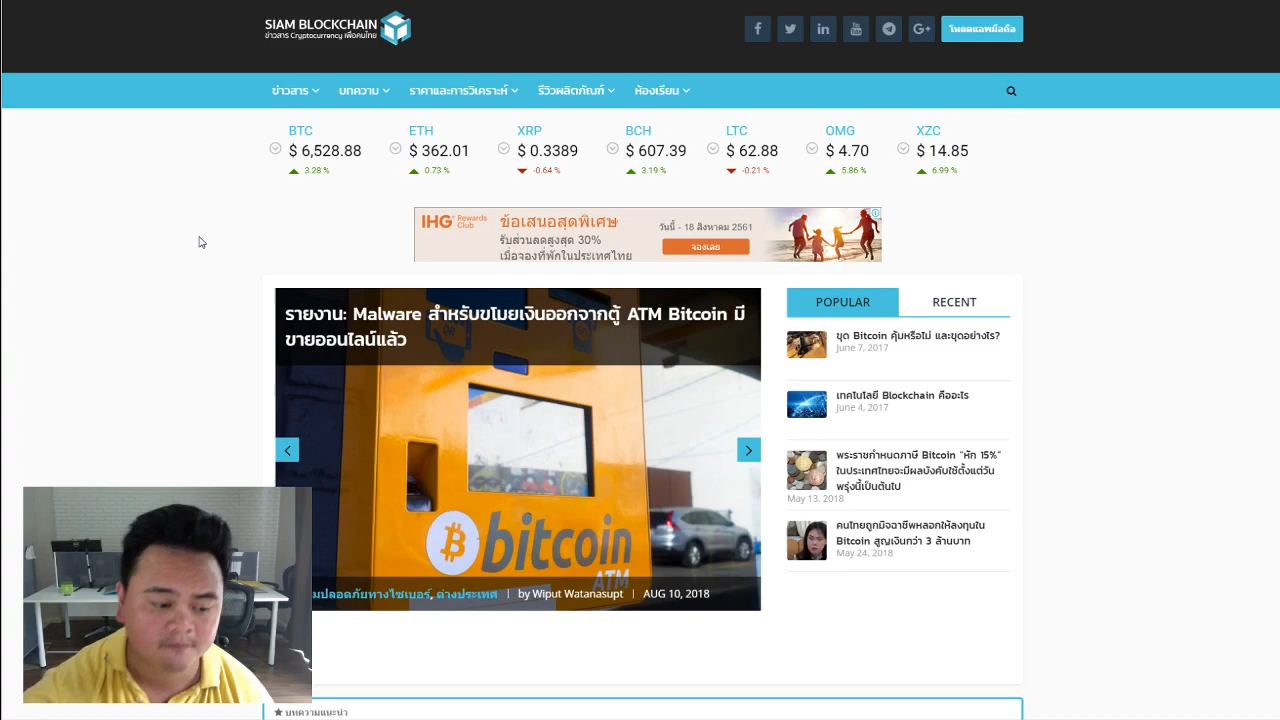 SIAM BLOCKCHAIN
ข่าวสาร Cryptocurrency เพื่อคนไทย
โหลดแอพมือถือ
ข่าวสาร บทความ ราคาและการวิเคราะห์ รีวิวผลิตภัณฑ์ ห้องเรียน
BTC ETH XRP BCH LTC OMG XZC
$ 6,528.88 $ 362.01 $ 0.3389 $ 607.39 $ 62.88 $ 4.70 $ 14.85
3.28 % 0.73 % -0.64 % 3.19 % -0.21 % 5.86 % 6.99 %
IHG Rewards Club
ข้อเสนอสุดพิเศษ
รับส่วนลดสูงสุด 30%
เมื่อจองที่พักในประเทศไทย
วันนี้ - 18 สิงหาคม 2561
จองเลย
รายงาน: Malware สำหรับขโมยเงินออกจากตู้ ATM Bitcoin มี
ขายออนไลน์แล้ว
bitcoin
ATM
มปลอดภัยทางไซเบอร์, ต่างประเทศ | by Wiput Watanasupt | AUG 10, 2018
POPULAR RECENT
ขุด Bitcoin คุ้มหรือไม่ และขุดอย่างไร?
June 7, 2017
เทคโนโลยี Blockchain คืออะไร
June 4, 2017
พระราชกำหนดภาษี Bitcoin “หัก 15%”
ในประเทศไทยจะมีผลบังคับใช้ตั้งแต่วัน
พรุ่งนี้เป็นต้นไป
May 13, 2018
คนไทยถูกมิจฉาชีพหลอกให้ลงทุนใน
Bitcoin สูญเงินกว่า 3 ล้านบาท
May 24, 2018
บทความแนะนำ